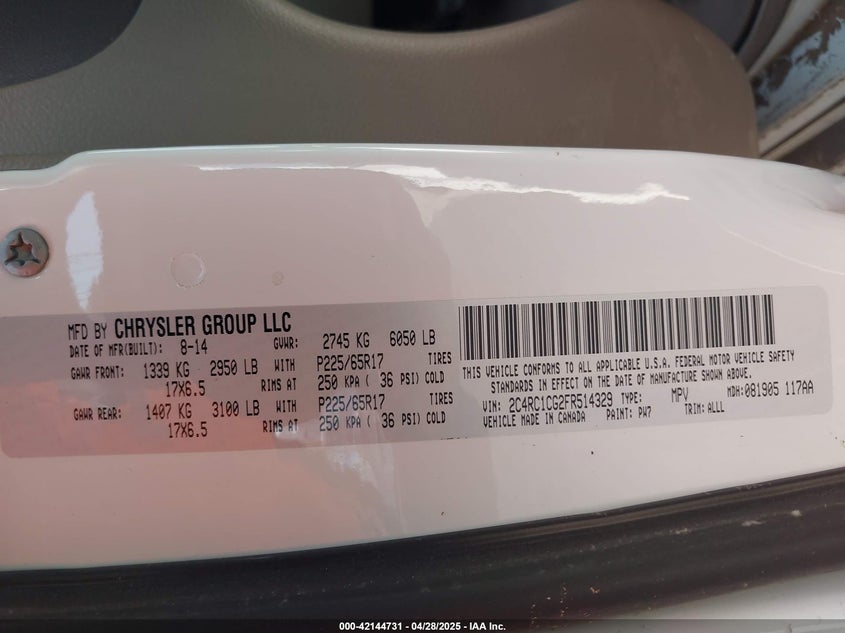 MFD BY CHRYSLER GROUP LLC
DATE OF MFR(BUILT): 8-14 GVWR: 2745 KG 6050 LB
GAWR FRONT: 1339 KG 2950 LB WITH P225/65R17 TIRES
17X6.5 RIMS AT 250 KPA ( 36 PSI) COLD
GAWR REAR: 1407 KG 3100 LB WITH P225/65R17 TIRES
17X6.5 RIMS AT 250 KPA ( 36 PSI) COLD
THIS VEHICLE CONFORMS TO ALL APPLICABLE U.S.A. FEDERAL MOTOR VEHICLE SAFETY
STANDARDS IN EFFECT ON THE DATE OF MANUFACTURE SHOWN ABOVE.
VIN: 2C4RC1CG2FR514329 TYPE: MPV MDH: 081905 117AA
VEHICLE MADE IN CANADA PAINT: PW7 TRIM: ALLL
000-42144731 04/28/2025 IAA Inc.